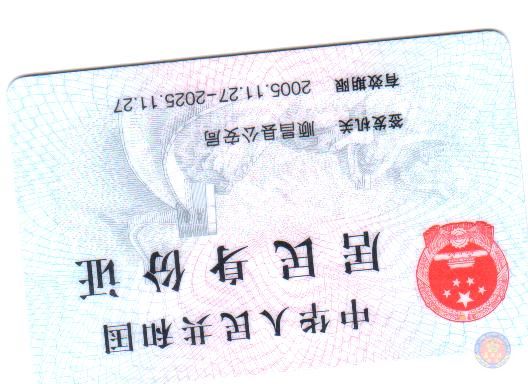 中华人民共和国
居民身份证
签发机关 顺昌县公安局
有效期限 2005.11.27-2025.11.27